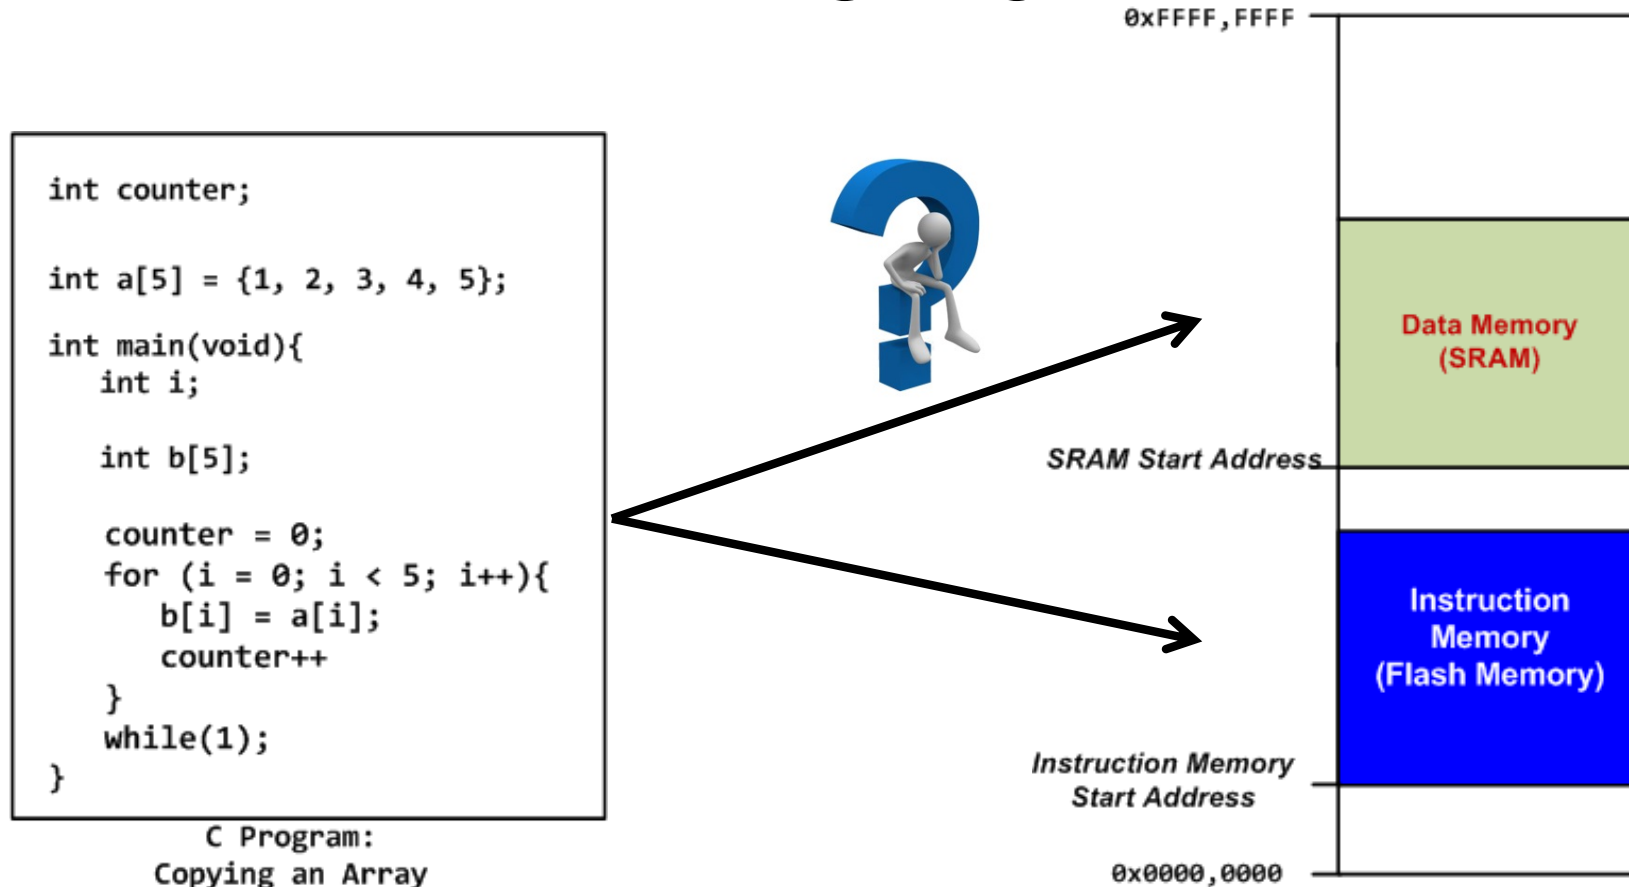 0xFFFF,FFFF
int counter;
int a[5] = {1, 2, 3, 4, 5};
int main(void){
int i;
int b[5];
counter = 0;
for (i = 0; i < 5; i++){
b[i] = a[i];
counter++
}
while(1);
}
C Program:
Copying an Array
Data Memory
(SRAM)
SRAM Start Address
Instruction
Memory
(Flash Memory)
Instruction Memory
Start Address
0x0000,0000